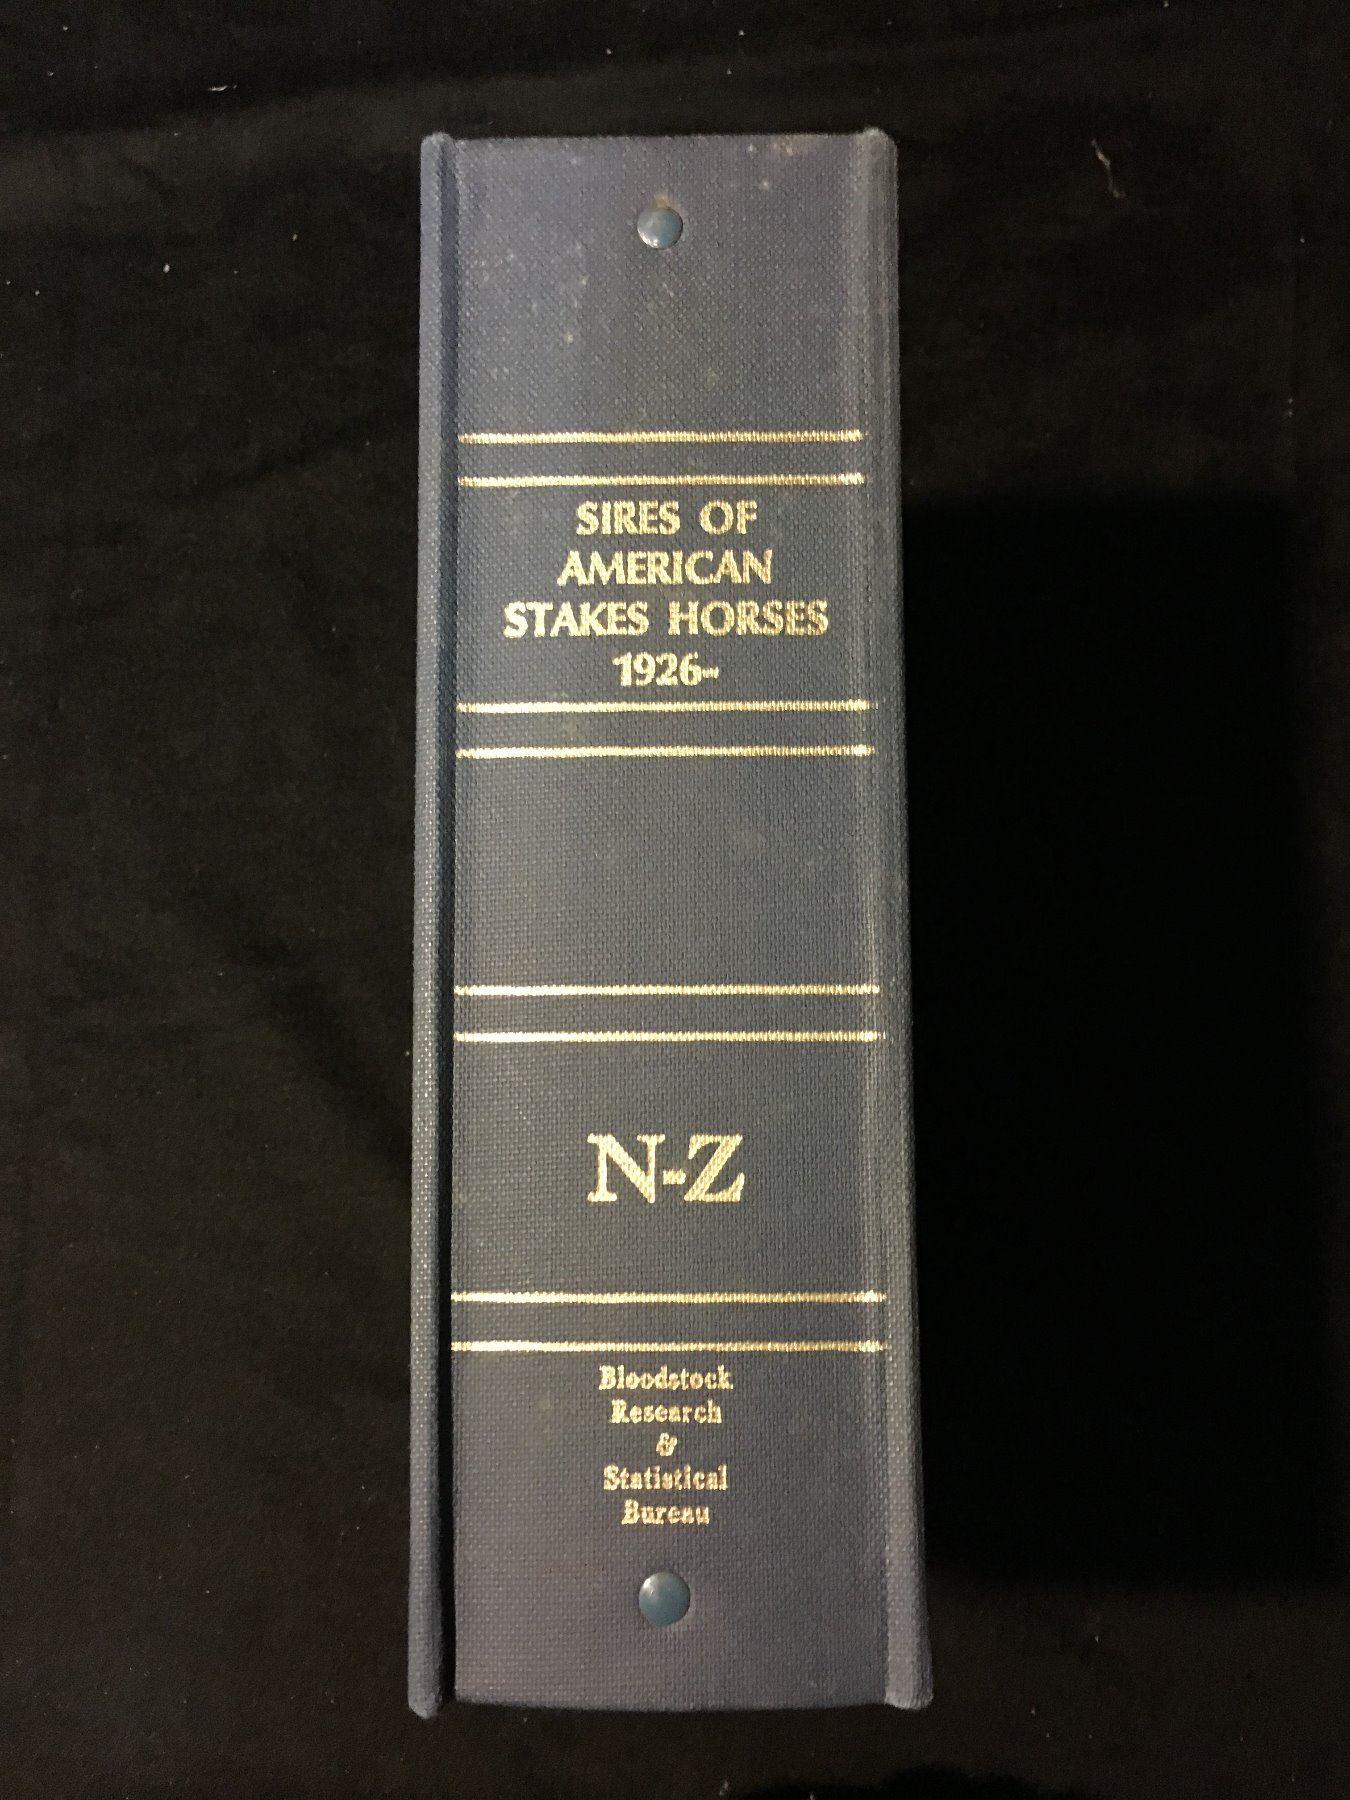 SIRES OF
AMERICAN
STAKES HORSES
1926-
N-Z
Bloodstock
Research
&
Statistical
Bureau